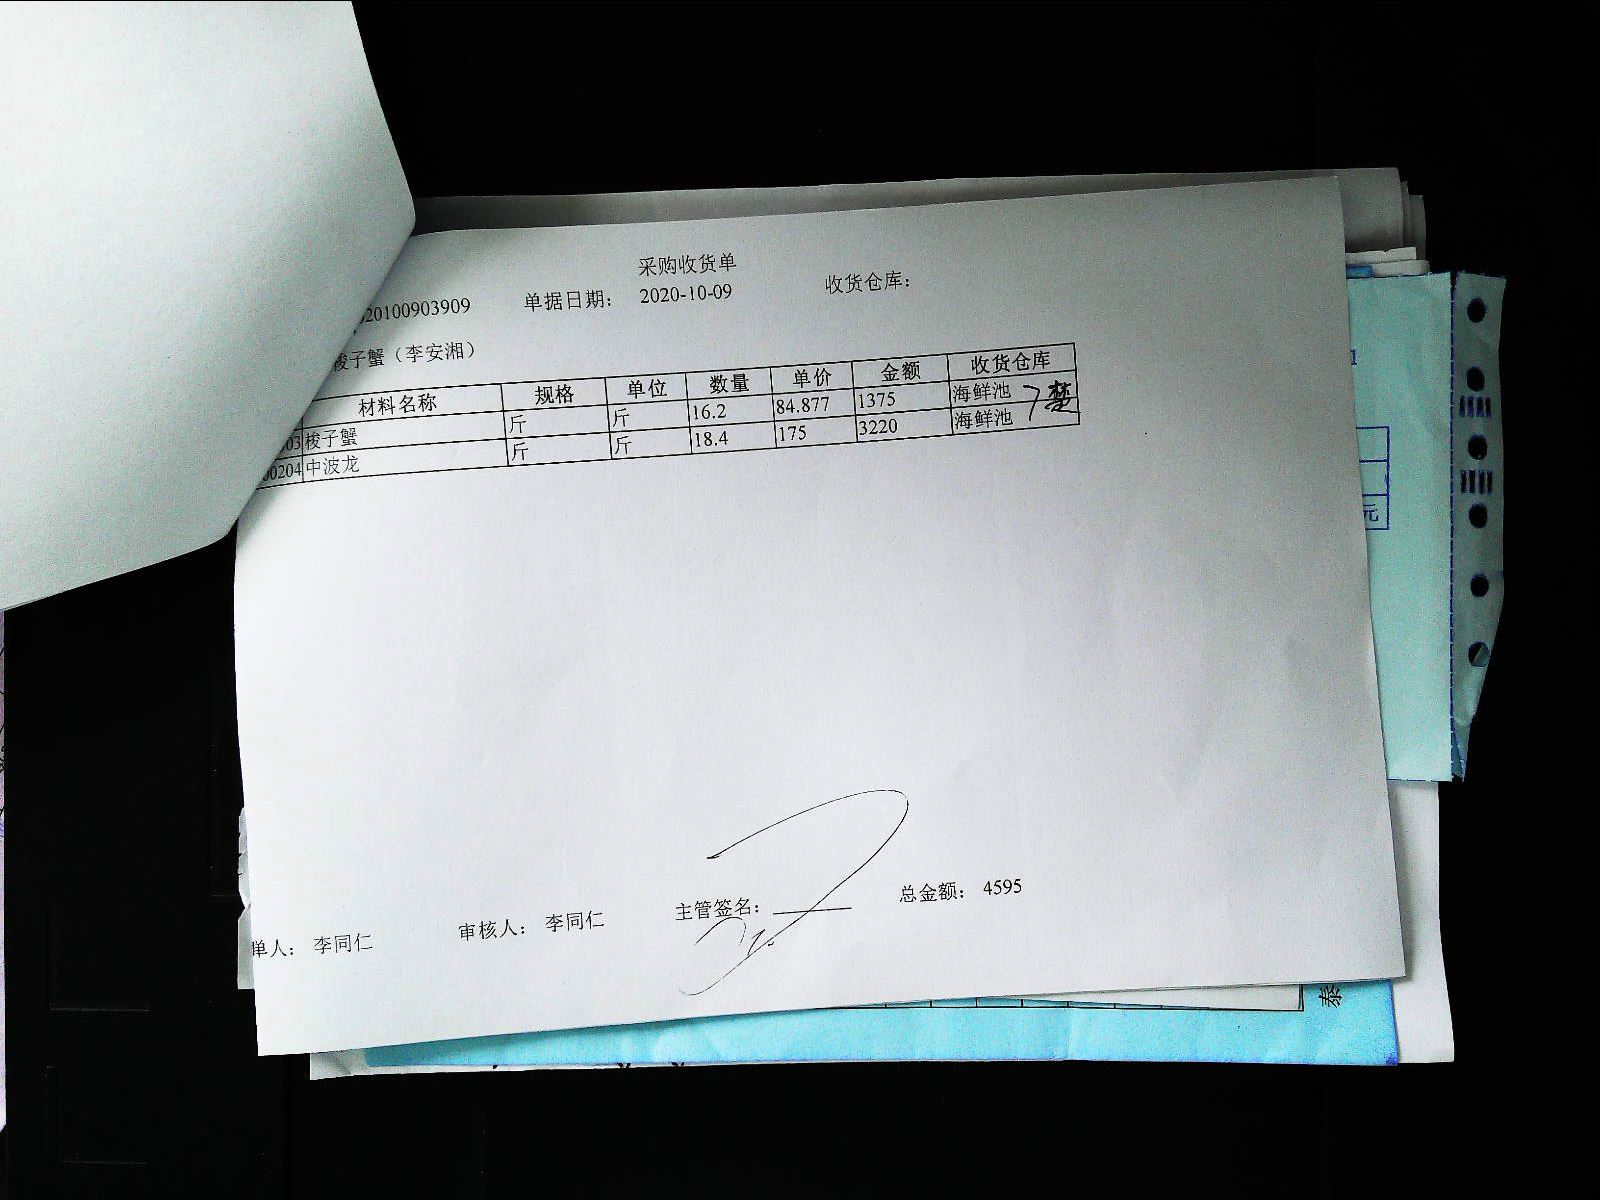 采购收货单
20100903909 单据日期： 2020-10-09 收货仓库：
梭子蟹（李安湘）
材料名称 规格 单位 数量 单价 金额 收货仓库
03 梭子蟹 斤 斤 16.2 84.877 1375 海鲜池
00204 中波龙 斤 斤 18.4 175 3220 海鲜池
单人： 李同仁 审核人： 李同仁 主管签名： 总金额： 4595
1
元
泰